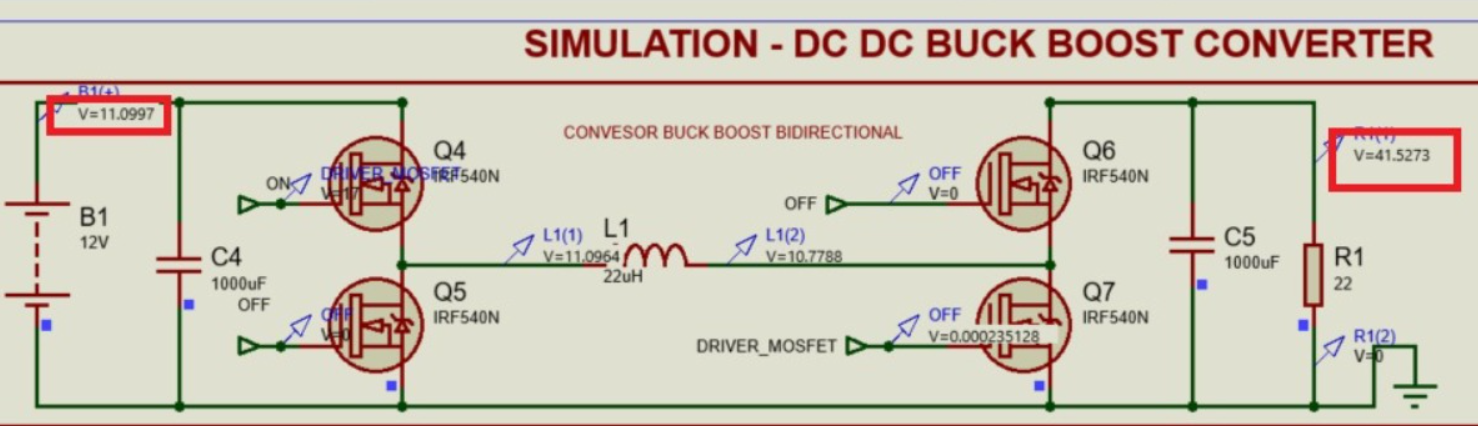 SIMULATION - DC DC BUCK BOOST CONVERTER
B1(+)
V=11.0997
CONVESOR BUCK BOOST BIDIRECTIONAL
R1(1)
V=41.5273
Q4
IRF540N
DRIVER_MOSFET
ON
V=17
Q6
IRF540N
OFF
V=0
OFF
B1
12V
C4
1000uF
L1(1)
V=11.0964
L1
22uH
L1(2)
V=10.7788
C5
1000uF
R1
22
OFF
OFF
V=0
Q5
IRF540N
DRIVER_MOSFET
OFF
V=0.000235128
Q7
IRF540N
R1(2)
V=0